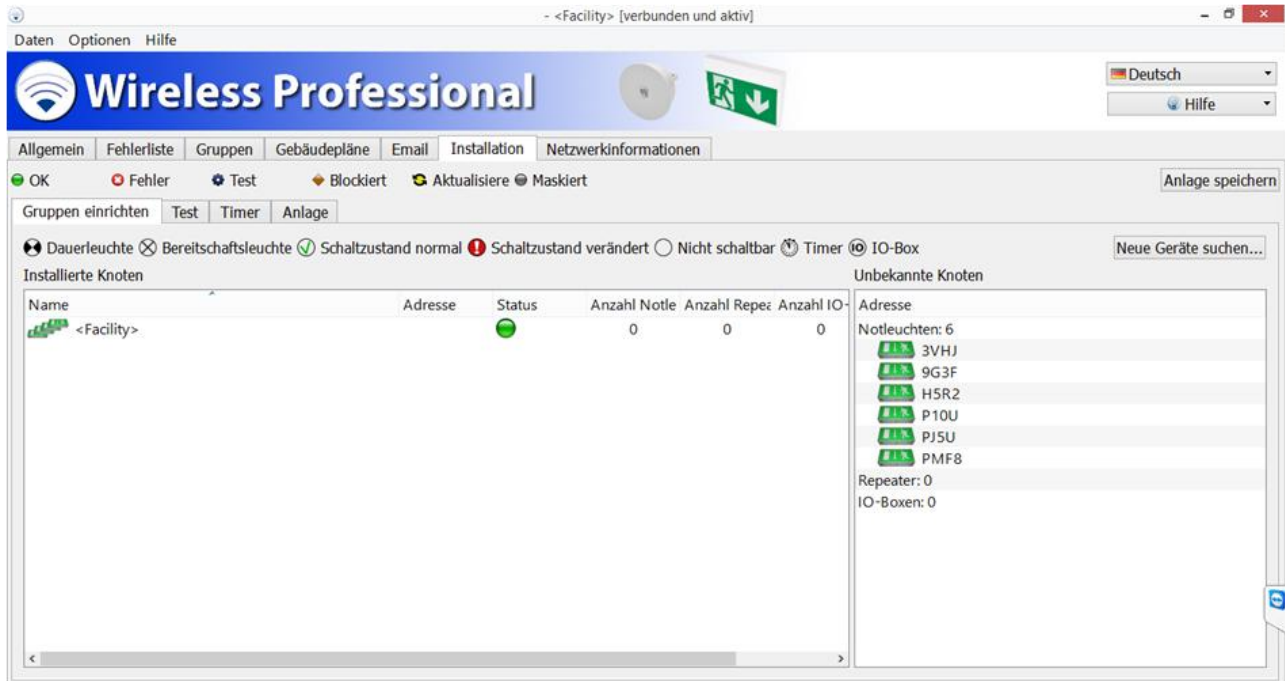 - <Facility> [verbunden und aktiv]
Daten Optionen Hilfe
Wireless Professional
Deutsch
Hilfe
Allgemein Fehlerliste Gruppen Gebäudepläne Email Installation Netzwerkinformationen
OK Fehler Test Blockiert Aktualisiere Maskiert Anlage speichern
Gruppen einrichten Test Timer Anlage
Dauerleuchte Bereitschaftsleuchte Schaltzustand normal Schaltzustand verändert Nicht schaltbar Timer IO IO-Box Neue Geräte suchen...
Installierte Knoten Unbekannte Knoten
Name Adresse Status Anzahl Notle Anzahl Repea Anzahl IO- Adresse
<Facility> 0 0 0 Notleuchten: 6
3VHJ
9G3F
H5R2
P10U
PJ5U
PMF8
Repeater: 0
IO-Boxen: 0